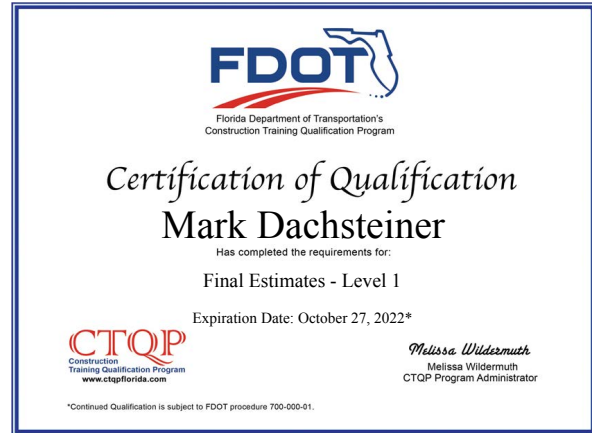 FDOT
Florida Department of Transportation's
Construction Training Qualification Program
Certification of Qualification
Mark Dachsteiner
Has completed the requirements for:
Final Estimates - Level 1
Expiration Date: October 27, 2022*
CTQP
Construction
Training Qualification Program
www.ctqpflorida.com
Melissa Wildermuth
Melissa Wildermuth
CTQP Program Administrator
*Continued Qualification is subject to FDOT procedure 700-000-01.